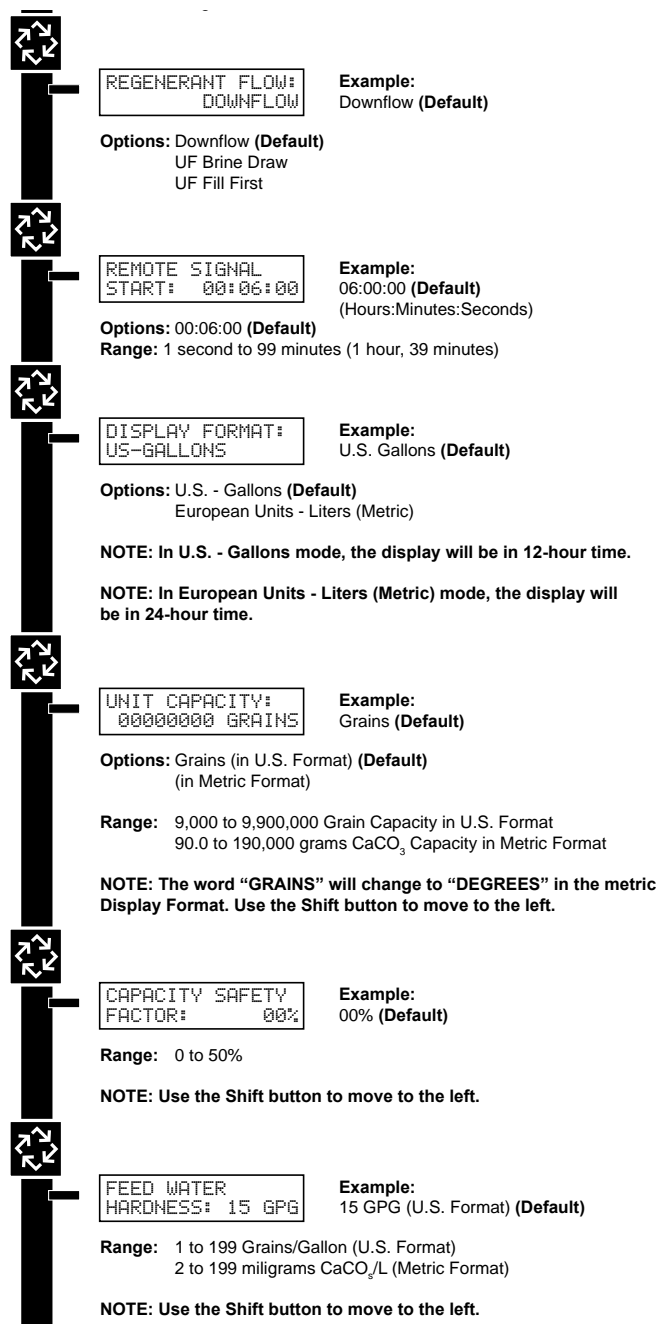 REGENERANT FLOW:
DOWNFLOW
Example:
Downflow (Default)
Options: Downflow (Default)
UF Brine Draw
UF Fill First
REMOTE SIGNAL
START: 00:06:00
Example:
06:00:00 (Default)
(Hours:Minutes:Seconds)
Options: 00:06:00 (Default)
Range: 1 second to 99 minutes (1 hour, 39 minutes)
DISPLAY FORMAT:
US-GALLONS
Example:
U.S. Gallons (Default)
Options: U.S. - Gallons (Default)
European Units - Liters (Metric)
NOTE: In U.S. - Gallons mode, the display will be in 12-hour time.
NOTE: In European Units - Liters (Metric) mode, the display will
be in 24-hour time.
UNIT CAPACITY:
00000000 GRAINS
Example:
Grains (Default)
Options: Grains (in U.S. Format) (Default)
(in Metric Format)
Range: 9,000 to 9,900,000 Grain Capacity in U.S. Format
90.0 to 190,000 grams CaCO₃ Capacity in Metric Format
NOTE: The word “GRAINS” will change to “DEGREES” in the metric
Display Format. Use the Shift button to move to the left.
CAPACITY SAFETY
FACTOR: 00%
Example:
00% (Default)
Range: 0 to 50%
NOTE: Use the Shift button to move to the left.
FEED WATER
HARDNESS: 15 GPG
Example:
15 GPG (U.S. Format) (Default)
Range: 1 to 199 Grains/Gallon (U.S. Format)
2 to 199 miligrams CaCOₛ/L (Metric Format)
NOTE: Use the Shift button to move to the left.